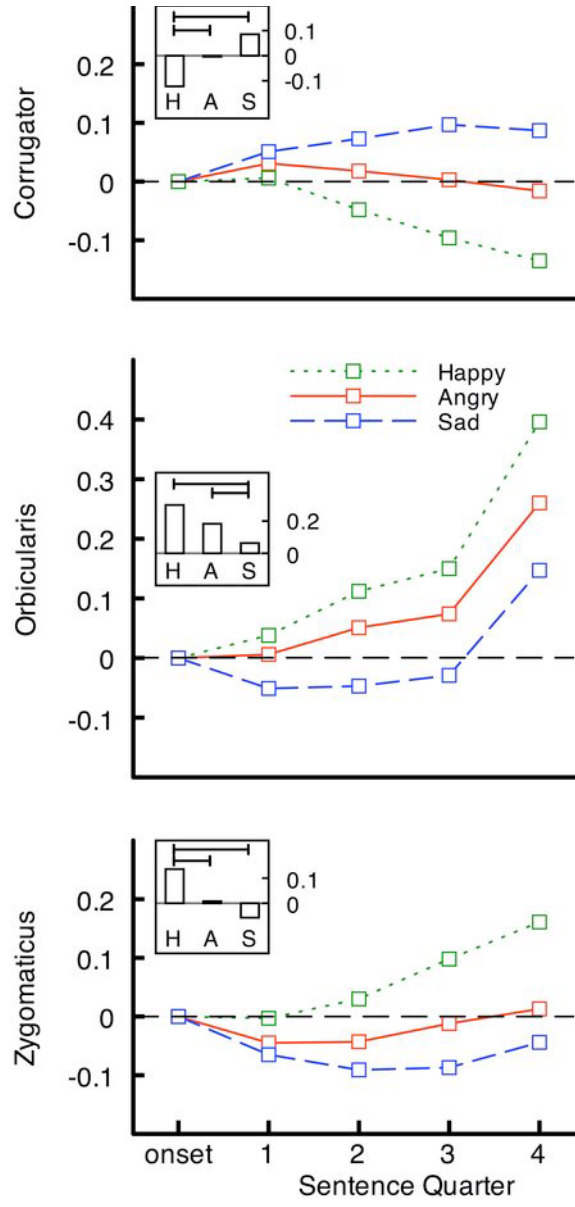 0.1
0
-0.1
H A S
0.2
0.1
0
-0.1
Corrugator
Happy
Angry
Sad
0.4
0.3
0.2
0.1
0
-0.1
0.2
0
H A S
Orbicularis
0.1
0
H A S
0.2
0.1
0
-0.1
Zygomaticus
onset 1 2 3 4
Sentence Quarter